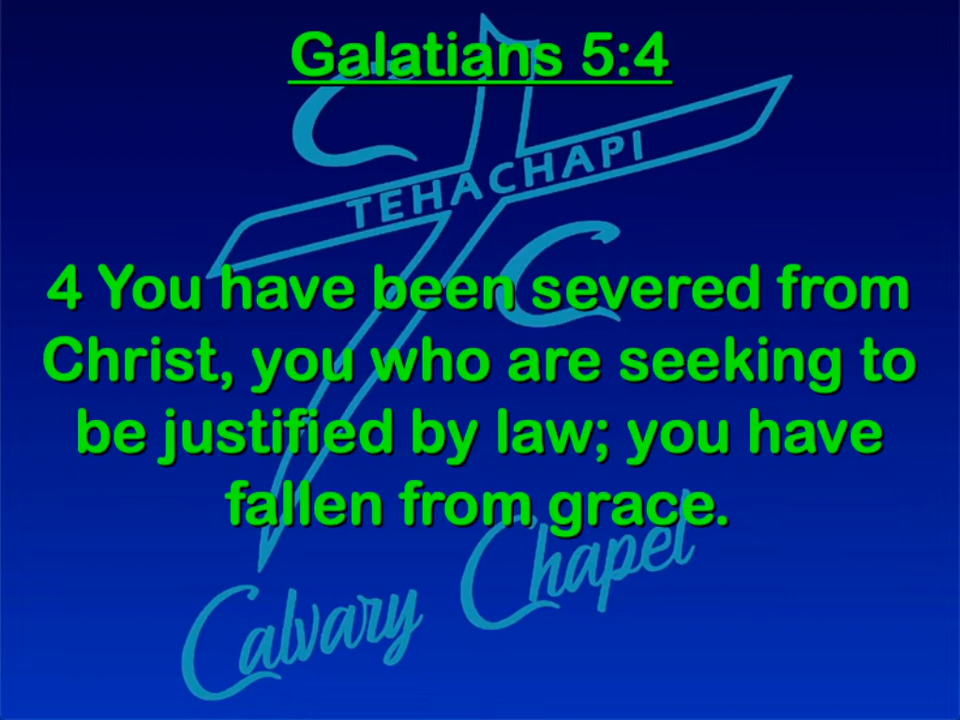 Galatians 5:4
TEHACHAPI
4 You have been severed from
Christ, you who are seeking to
be justified by law; you have
fallen from grace.
Calvary Chapel
C
C